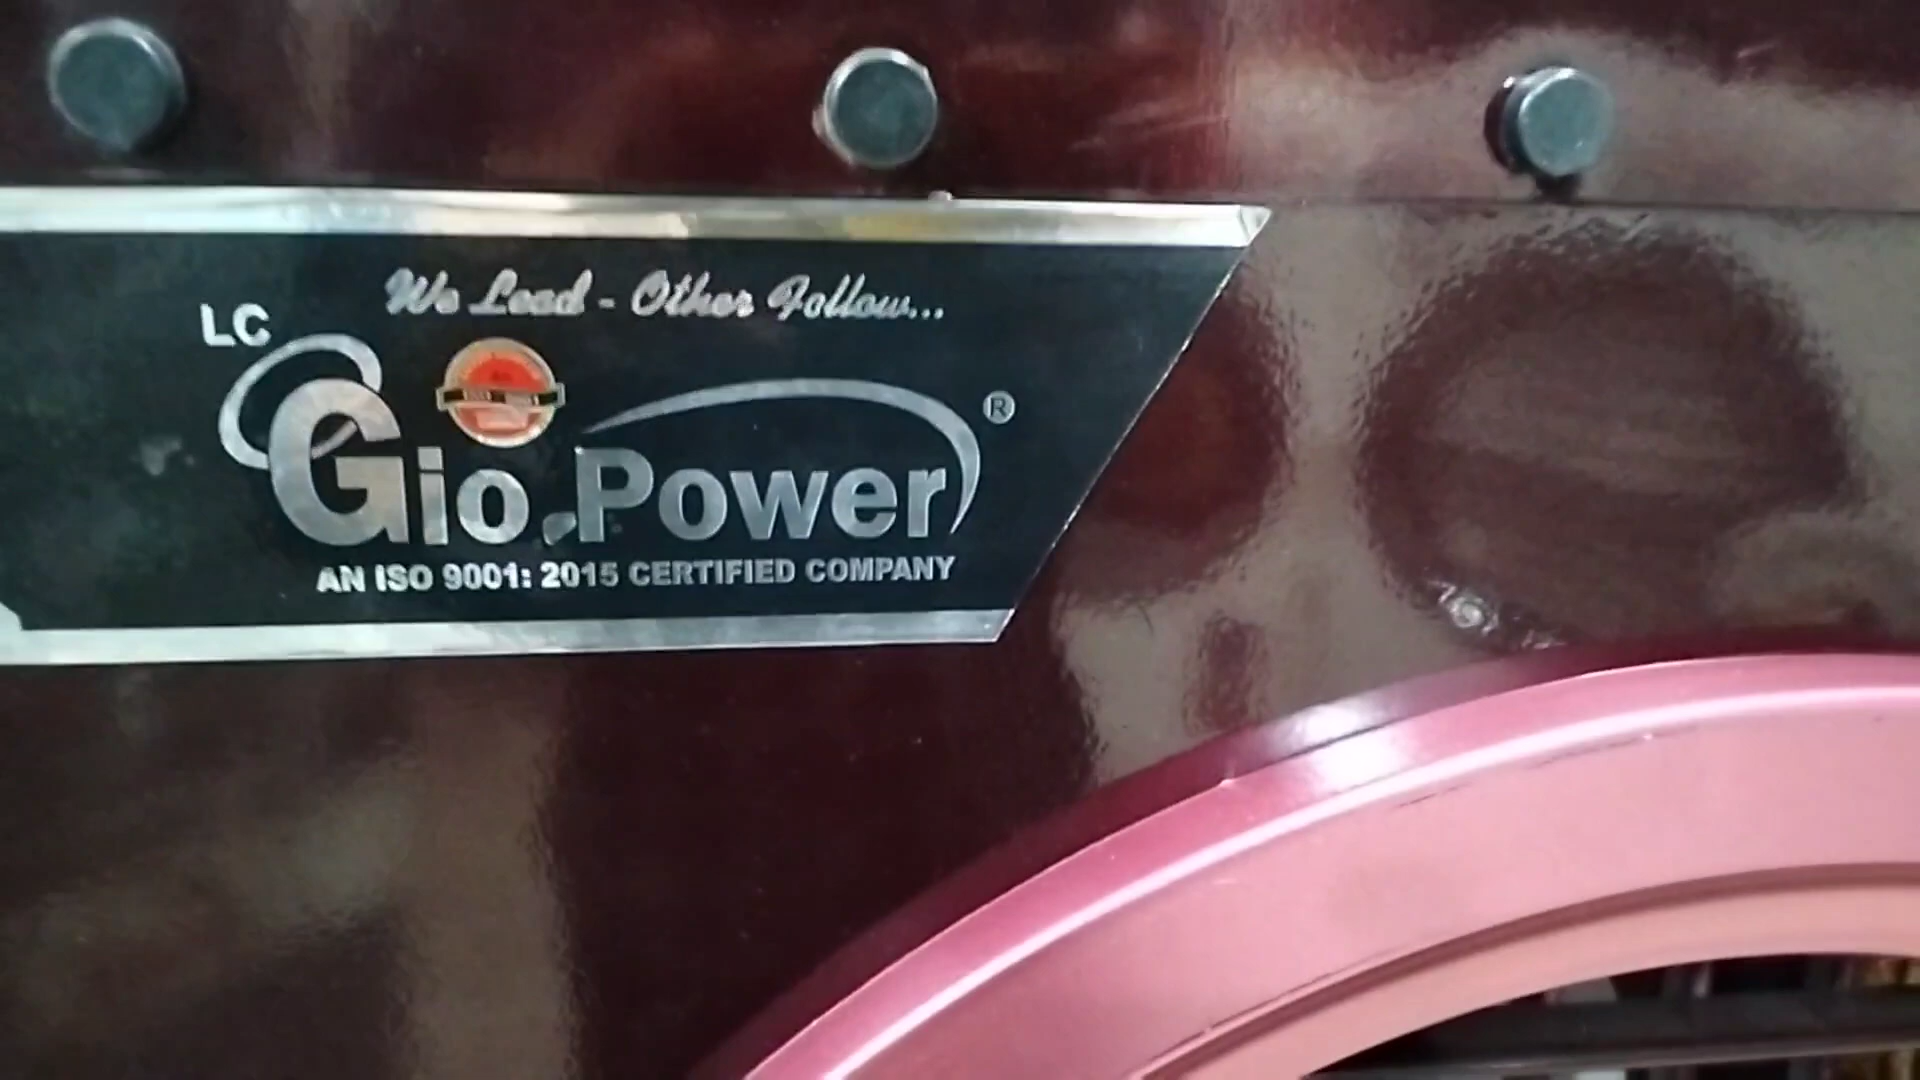 We Lead - Other Follow...
LC
Gio Power ®
AN ISO 9001: 2015 CERTIFIED COMPANY